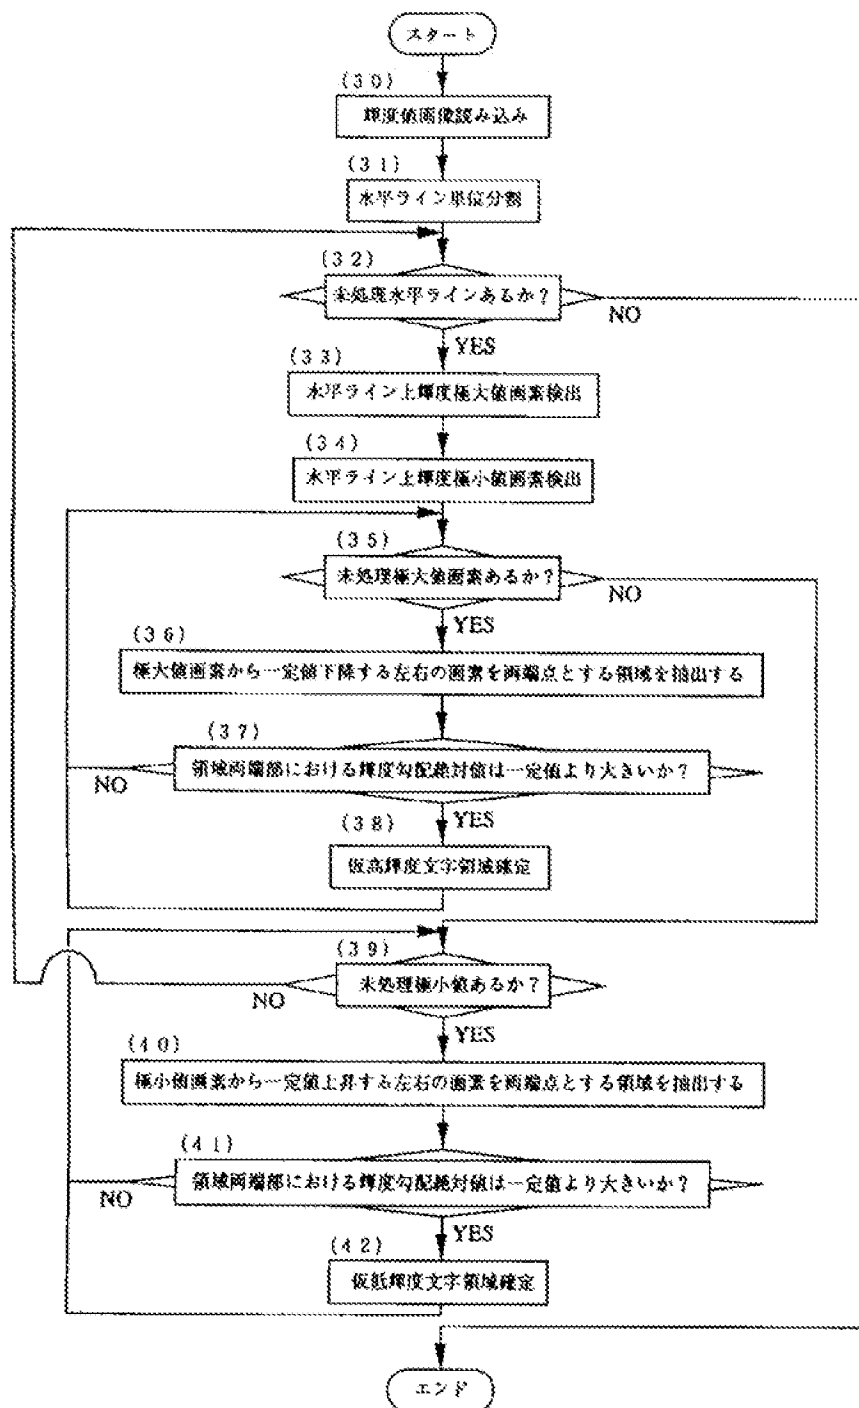 スタート
(30)
輝度値画像読み込み
(31)
水平ライン単位分割
(32)
未処理水平ラインあるか？
NO
YES
(33)
水平ライン上輝度極大値画素検出
(34)
水平ライン上輝度極小値画素検出
(35)
未処理極大値画素あるか？
NO
YES
(36)
極大値画素から一定値下降する左右の画素を両端点とする領域を抽出する
(37)
領域両端部における輝度勾配絶対値は一定値より大きいか？
NO
YES
(38)
仮高輝度文字領域確定
(39)
未処理極小値あるか？
NO
YES
(40)
極小値画素から一定値上昇する左右の画素を両端点とする領域を抽出する
(41)
領域両端部における輝度勾配絶対値は一定値より大きいか？
NO
YES
(42)
仮低輝度文字領域確定
エンド